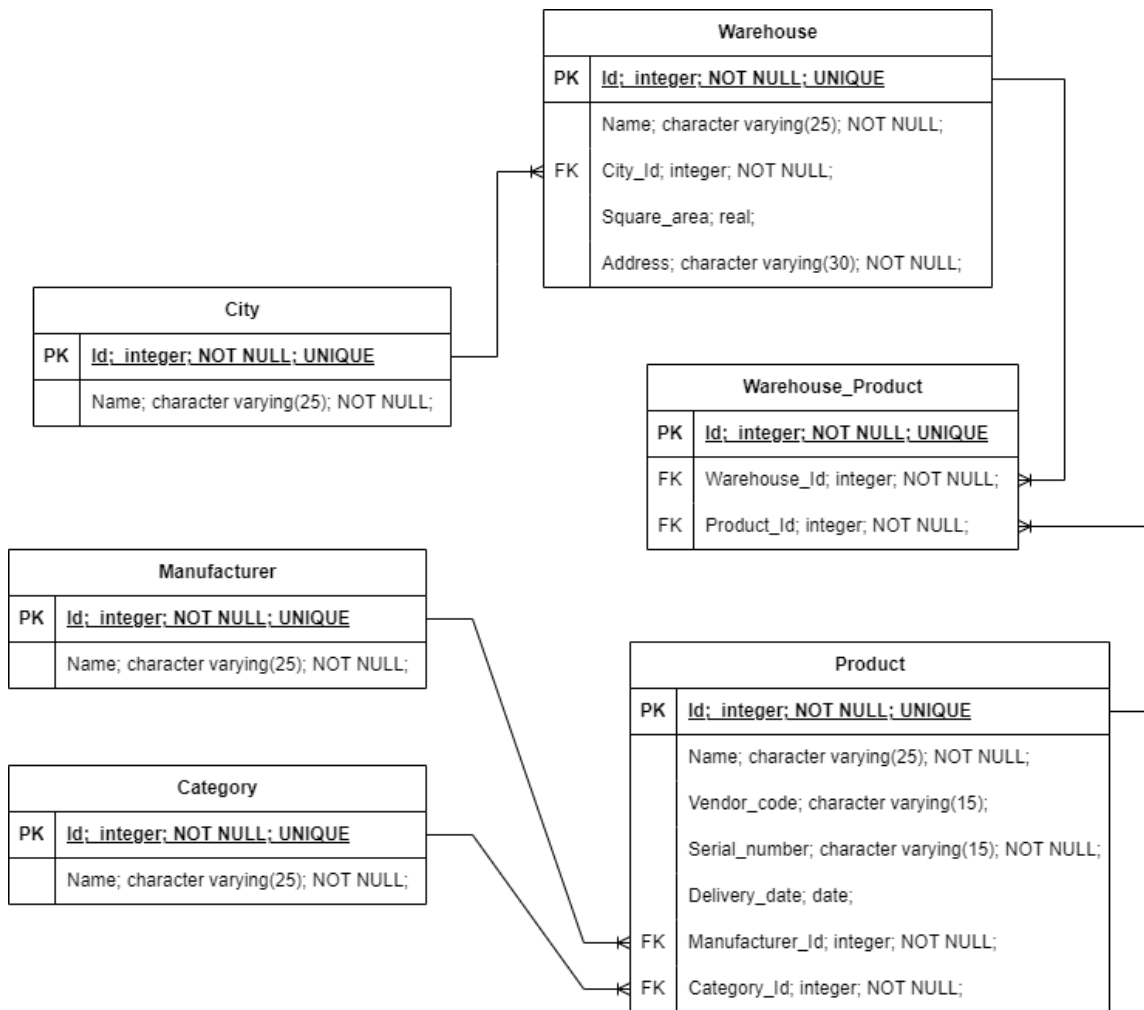 Warehouse
PK Id; integer; NOT NULL; UNIQUE
Name; character varying(25); NOT NULL;
FK City_Id; integer; NOT NULL;
Square_area; real;
Address; character varying(30); NOT NULL;
City
PK Id; integer; NOT NULL; UNIQUE
Name; character varying(25); NOT NULL;
Warehouse_Product
PK Id; integer; NOT NULL; UNIQUE
FK Warehouse_Id; integer; NOT NULL;
FK Product_Id; integer; NOT NULL;
Manufacturer
PK Id; integer; NOT NULL; UNIQUE
Name; character varying(25); NOT NULL;
Product
PK Id; integer; NOT NULL; UNIQUE
Name; character varying(25); NOT NULL;
Vendor_code; character varying(15);
Serial_number; character varying(15); NOT NULL;
Delivery_date; date;
FK Manufacturer_Id; integer; NOT NULL;
FK Category_Id; integer; NOT NULL;
Category
PK Id; integer; NOT NULL; UNIQUE
Name; character varying(25); NOT NULL;